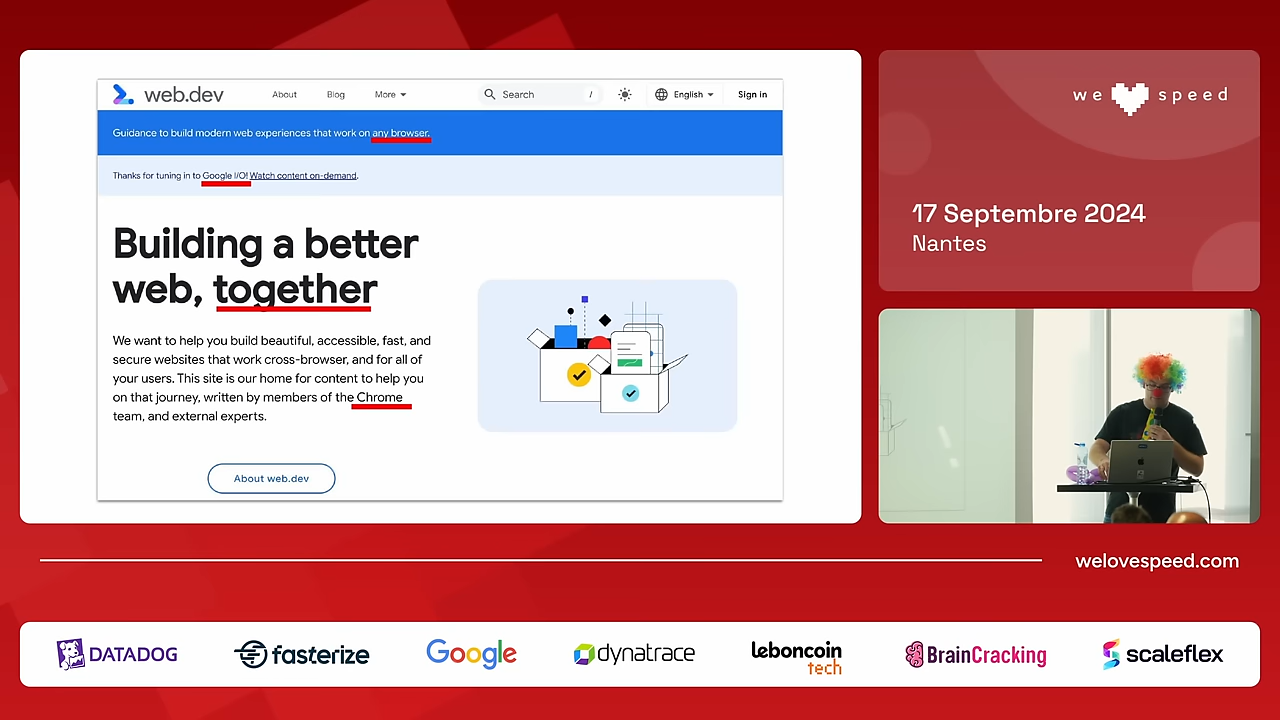 web.dev
About
Blog
More
Search
/
English
Sign in
Guidance to build modern web experiences that work on any browser.
Thanks for tuning in to Google I/O! Watch content on-demand.
Building a better
web, together
We want to help you build beautiful, accessible, fast, and
secure websites that work cross-browser, and for all of
your users. This site is our home for content to help you
on that journey, written by members of the Chrome
team, and external experts.
About web.dev
we speed
17 Septembre 2024
Nantes
welovespeed.com
DATADOG
fasterize
Google
dynatrace
leboncoin
tech
BrainCracking
scaleflex